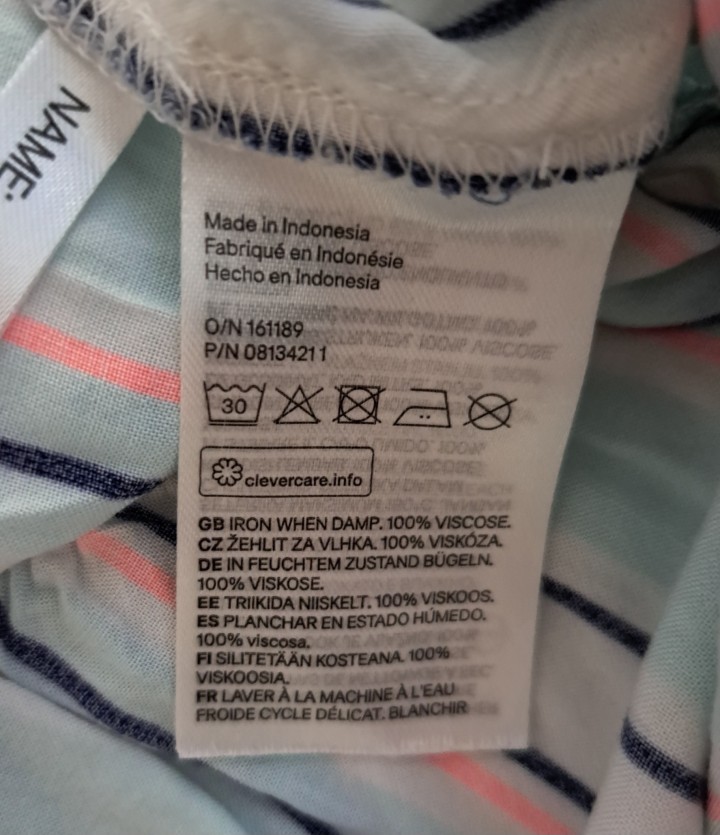 NAME:
Made in Indonesia
Fabriqué en Indonésie
Hecho en Indonesia
O/N 161189
P/N 08134211
30
clevercare.info
GB IRON WHEN DAMP. 100% VISCOSE.
CZ ŽEHLIT ZA VLHKA. 100% VISKÓZA.
DE IN FEUCHTEM ZUSTAND BÜGELN.
100% VISKOSE.
EE TRIIKIDA NIISKELT. 100% VISKOOS.
ES PLANCHAR EN ESTADO HÚMEDO.
100% viscosa.
FI SILITETÄÄN KOSTEANA. 100%
VISKOOSIA.
FR LAVER À LA MACHINE À L'EAU
FROIDE CYCLE DÉLICAT. BLANCHIR